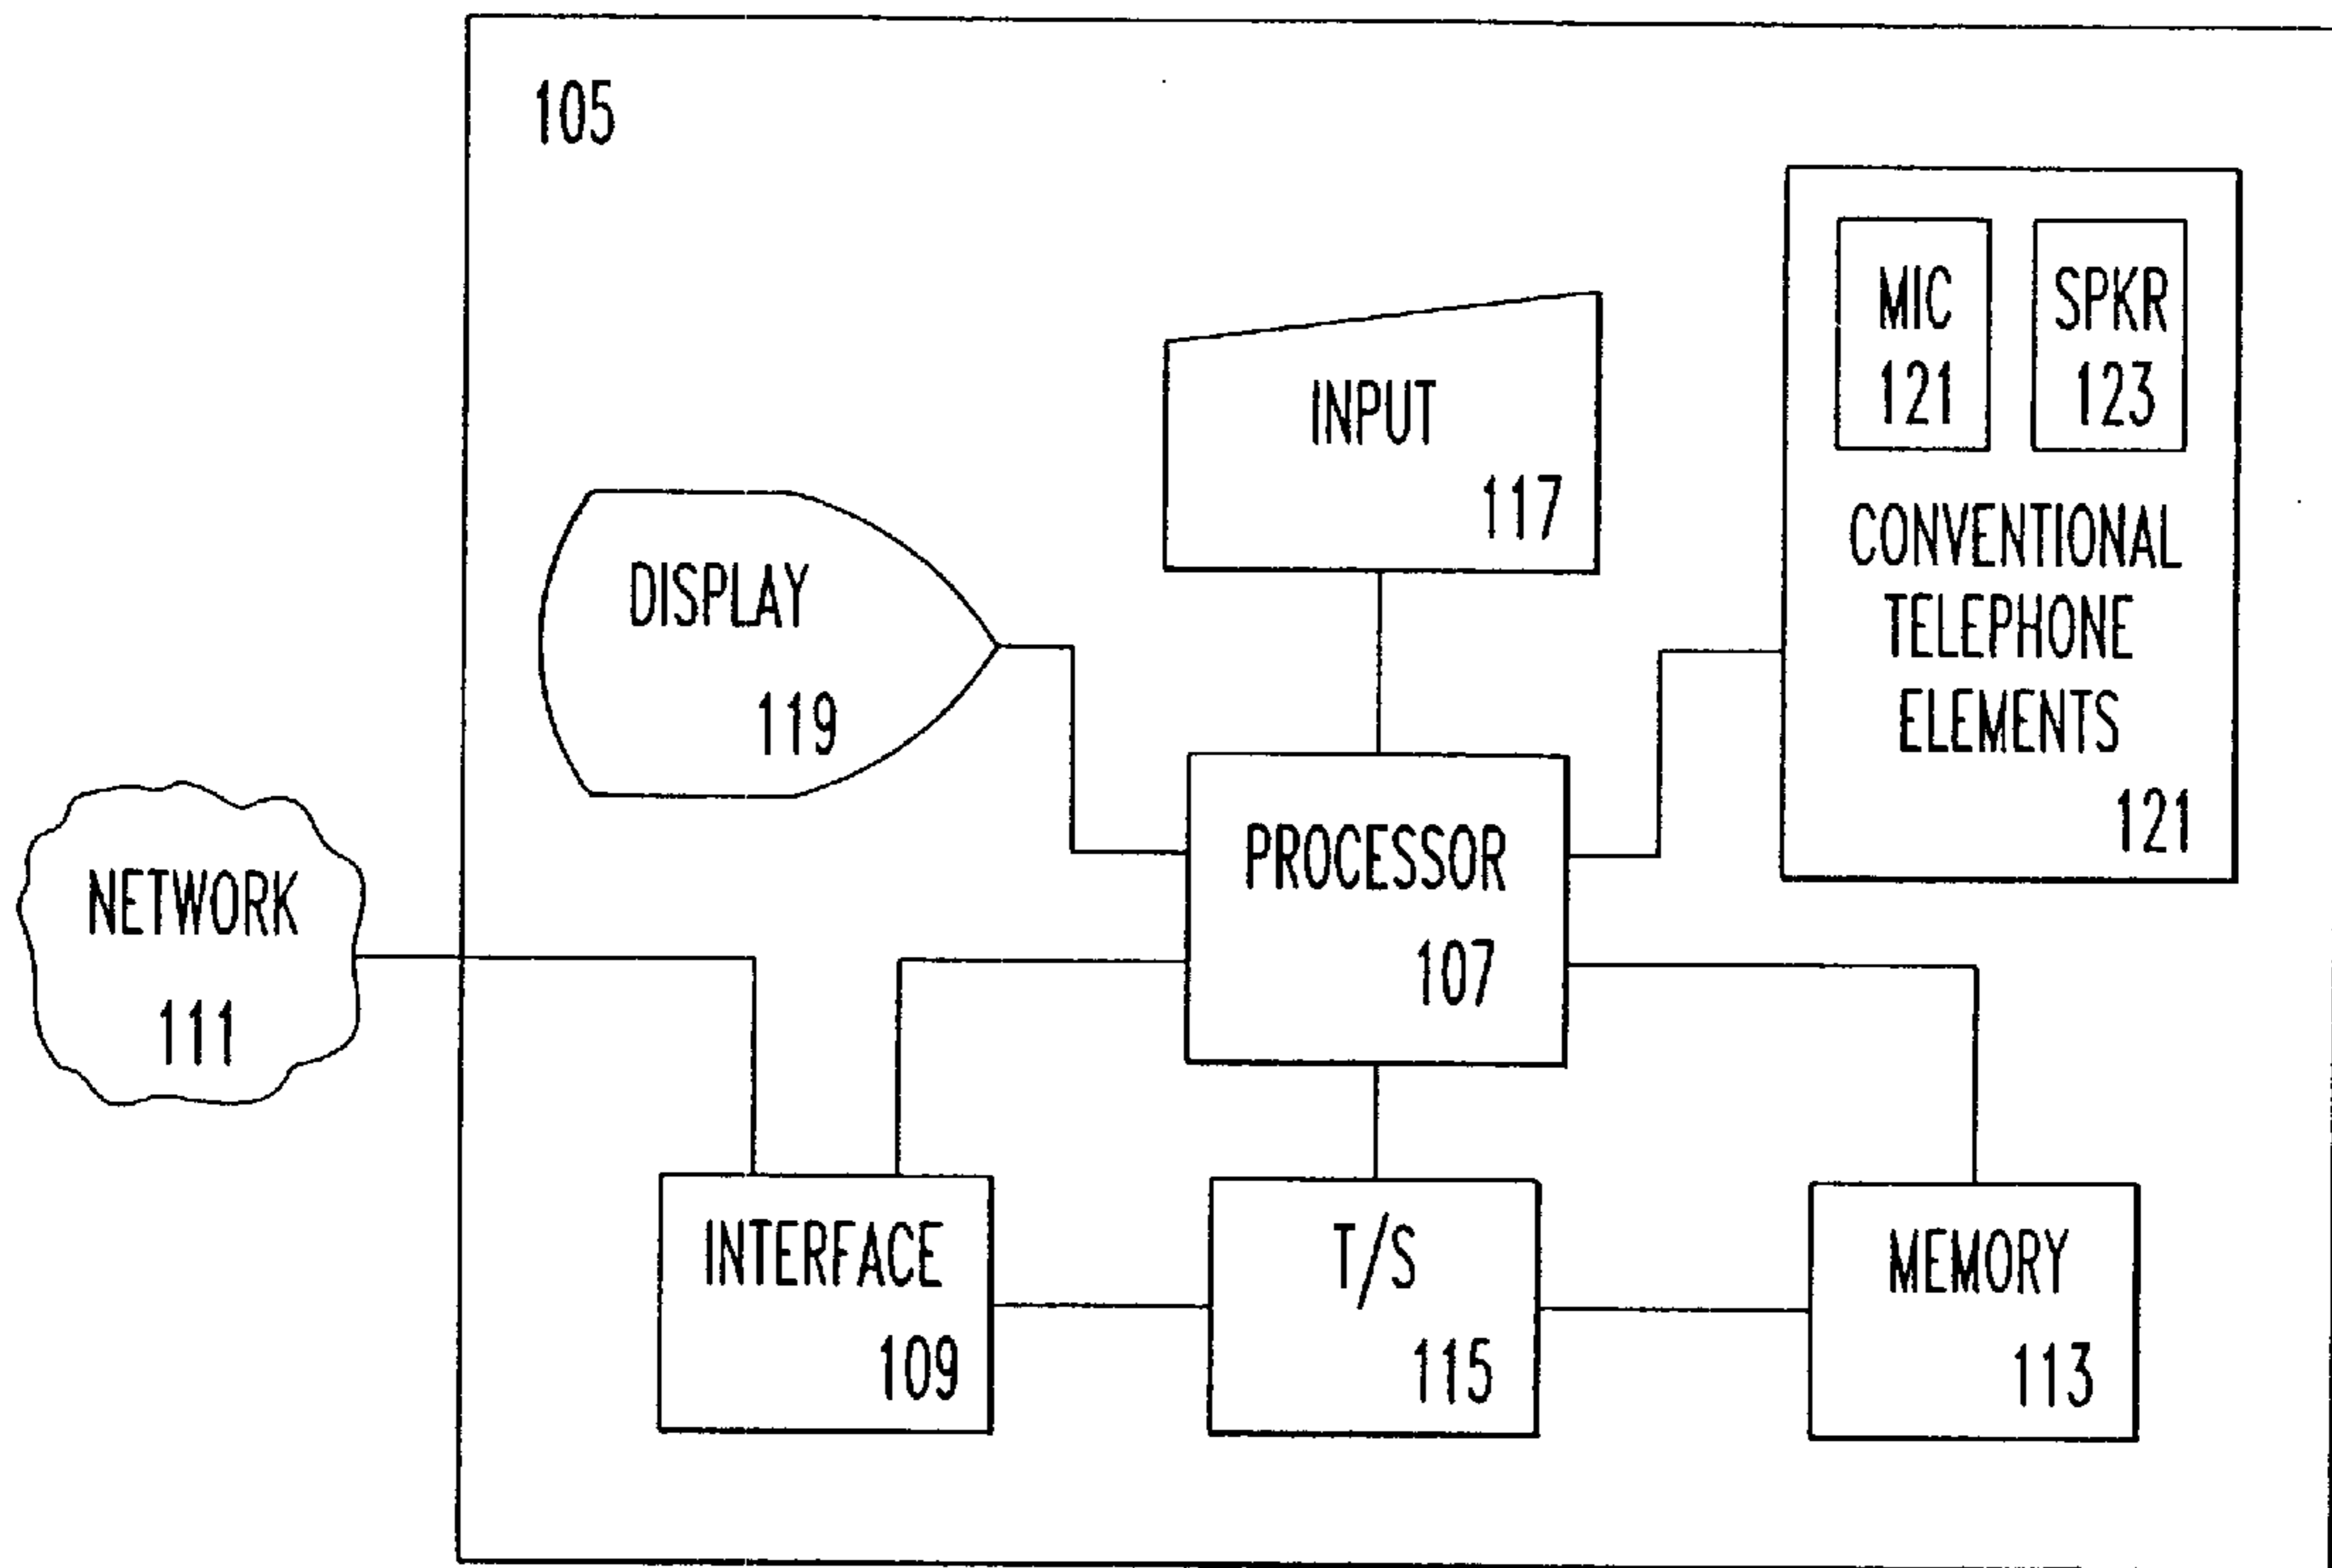 105
MIC
121
SPKR
123
CONVENTIONAL
TELEPHONE
ELEMENTS
121
INPUT
117
DISPLAY
119
PROCESSOR
107
NETWORK
111
INTERFACE
109
T/S
115
MEMORY
113